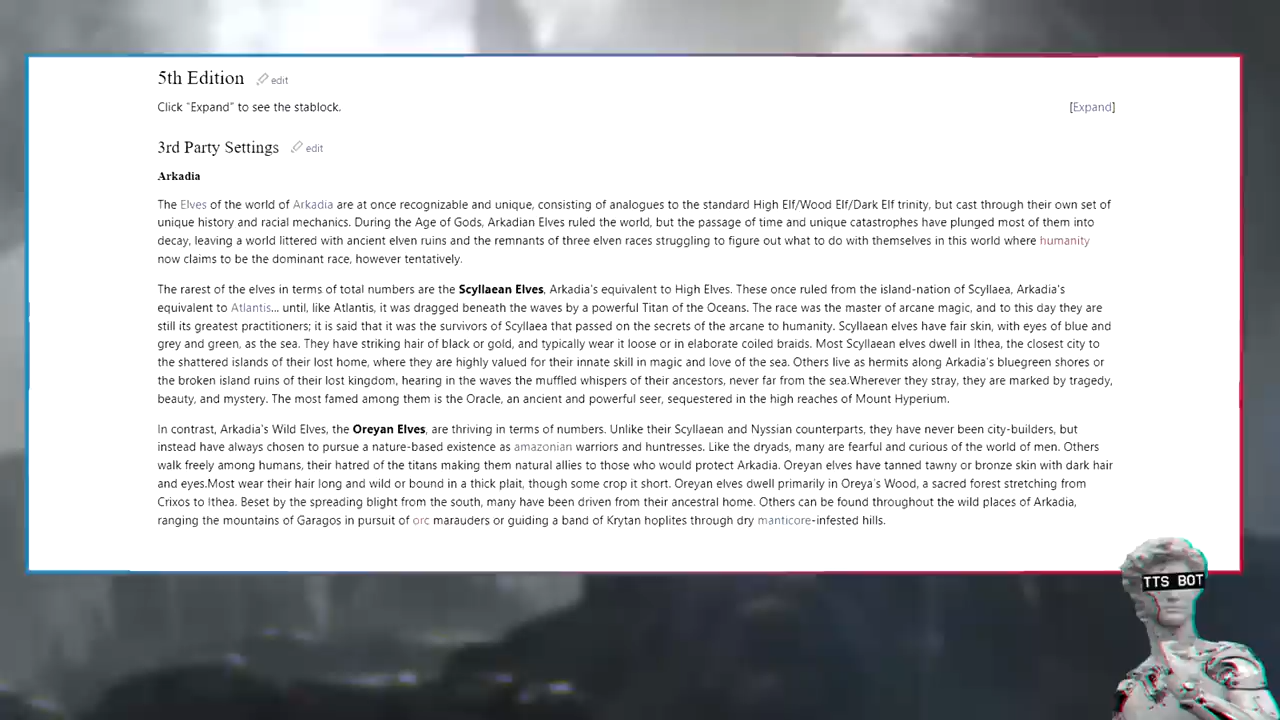 5th Edition edit
Click "Expand" to see the stablock. [Expand]
3rd Party Settings edit
Arkadia
The Elves of the world of Arkadia are at once recognizable and unique, consisting of analogues to the standard High Elf/Wood Elf/Dark Elf trinity, but cast through their own set of
unique history and racial mechanics. During the Age of Gods, Arkadian Elves ruled the world, but the passage of time and unique catastrophes have plunged most of them into
decay, leaving a world littered with ancient elven ruins and the remnants of three elven races struggling to figure out what to do with themselves in this world where humanity
now claims to be the dominant race, however tentatively.
The rarest of the elves in terms of total numbers are the Scyllaean Elves, Arkadia's equivalent to High Elves. These once ruled from the island-nation of Scyllaea, Arkadia's
equivalent to Atlantis... until, like Atlantis, it was dragged beneath the waves by a powerful Titan of the Oceans. The race was the master of arcane magic, and to this day they are
still its greatest practitioners; it is said that it was the survivors of Scyllaea that passed on the secrets of the arcane to humanity. Scyllaean elves have fair skin, with eyes of blue and
grey and green, as the sea. They have striking hair of black or gold, and typically wear it loose or in elaborate coiled braids. Most Scyllaean elves dwell in Ithea, the closest city to
the shattered islands of their lost home, where they are highly valued for their innate skill in magic and love of the sea. Others live as hermits along Arkadia's bluegreen shores or
the broken island ruins of their lost kingdom, hearing in the waves the muffled whispers of their ancestors, never far from the sea.Wherever they stray, they are marked by tragedy,
beauty, and mystery. The most famed among them is the Oracle, an ancient and powerful seer, sequestered in the high reaches of Mount Hyperium.
In contrast, Arkadia's Wild Elves, the Oreyan Elves, are thriving in terms of numbers. Unlike their Scyllaean and Nyssian counterparts, they have never been city-builders, but
instead have always chosen to pursue a nature-based existence as amazonian warriors and huntresses. Like the dryads, many are fearful and curious of the world of men. Others
walk freely among humans, their hatred of the titans making them natural allies to those who would protect Arkadia. Oreyan elves have tanned tawny or bronze skin with dark hair
and eyes.Most wear their hair long and wild or bound in a thick plait, though some crop it short. Oreyan elves dwell primarily in Oreya's Wood, a sacred forest stretching from
Crixos to Ithea. Beset by the spreading blight from the south, many have been driven from their ancestral home. Others can be found throughout the wild places of Arkadia,
ranging the mountains of Garagos in pursuit of orc marauders or guiding a band of Krytan hoplites through dry manticore-infested hills.
TTS BOT